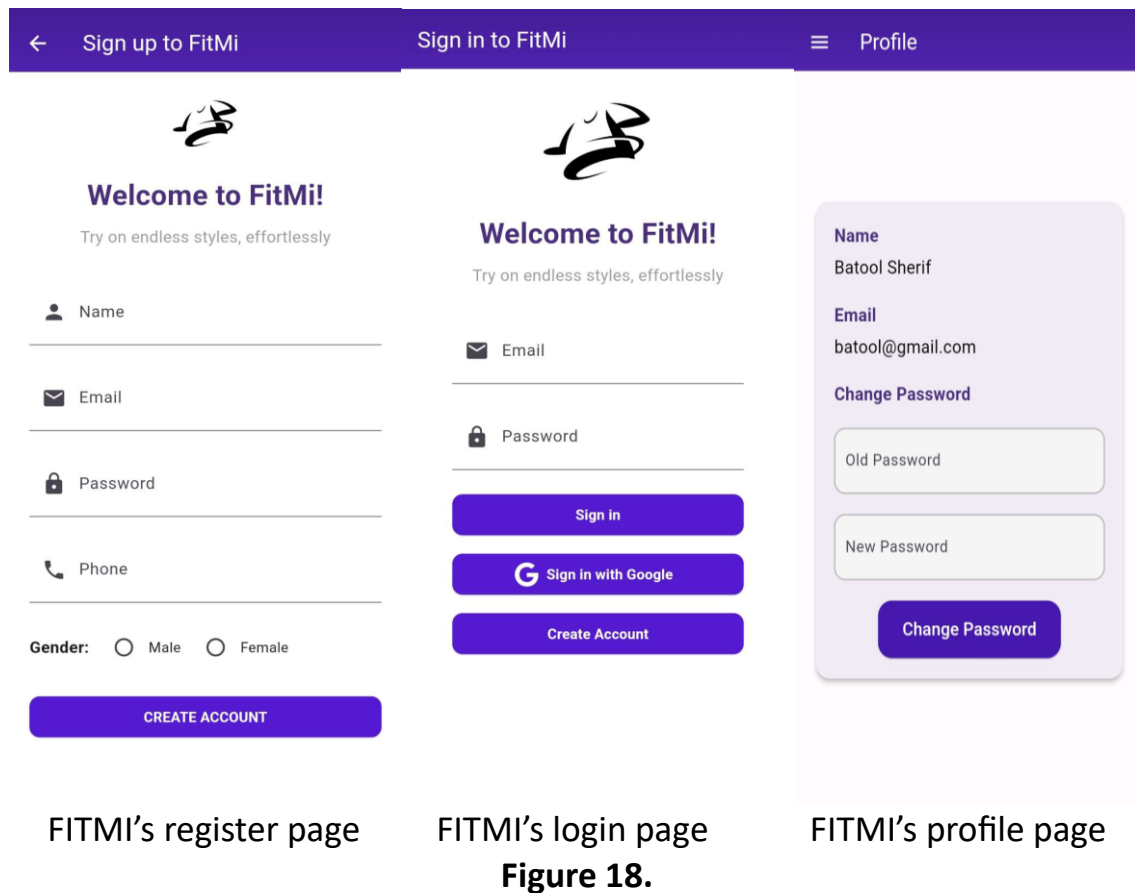 Sign up to FitMi
Welcome to FitMi!
Try on endless styles, effortlessly
Name
Email
Password
Phone
Gender: Male Female
CREATE ACCOUNT
FITMI’s register page
Sign in to FitMi
Welcome to FitMi!
Try on endless styles, effortlessly
Email
Password
Sign in
G Sign in with Google
Create Account
FITMI’s login page
Profile
Name
Batool Sherif
Email
batool@gmail.com
Change Password
Old Password
New Password
Change Password
FITMI’s profile page
Figure 18.